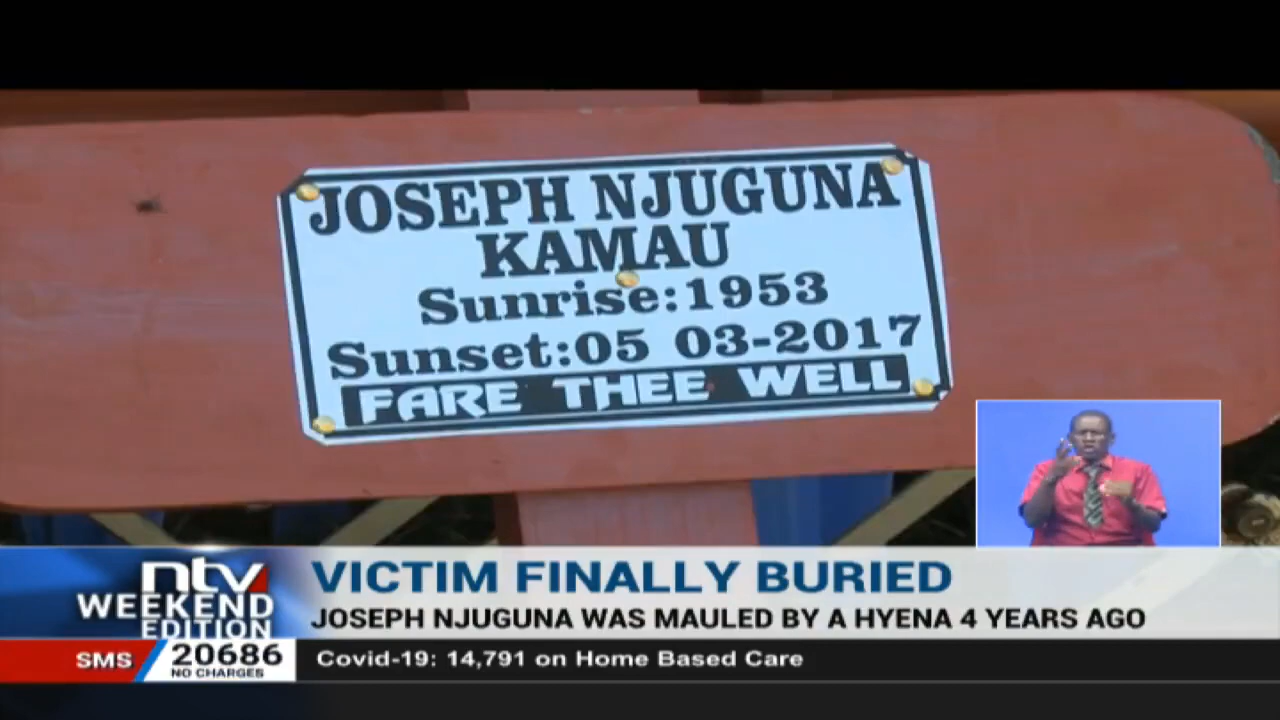 JOSEPH NJUGUNA
KAMAU
Sunrise:1953
Sunset:05 03-2017
FARE THEE WELL
ntv
WEEKEND
EDITION
VICTIM FINALLY BURIED
JOSEPH NJUGUNA WAS MAULED BY A HYENA 4 YEARS AGO
SMS 20686
NO CHARGES
Covid-19: 14,791 on Home Based Care